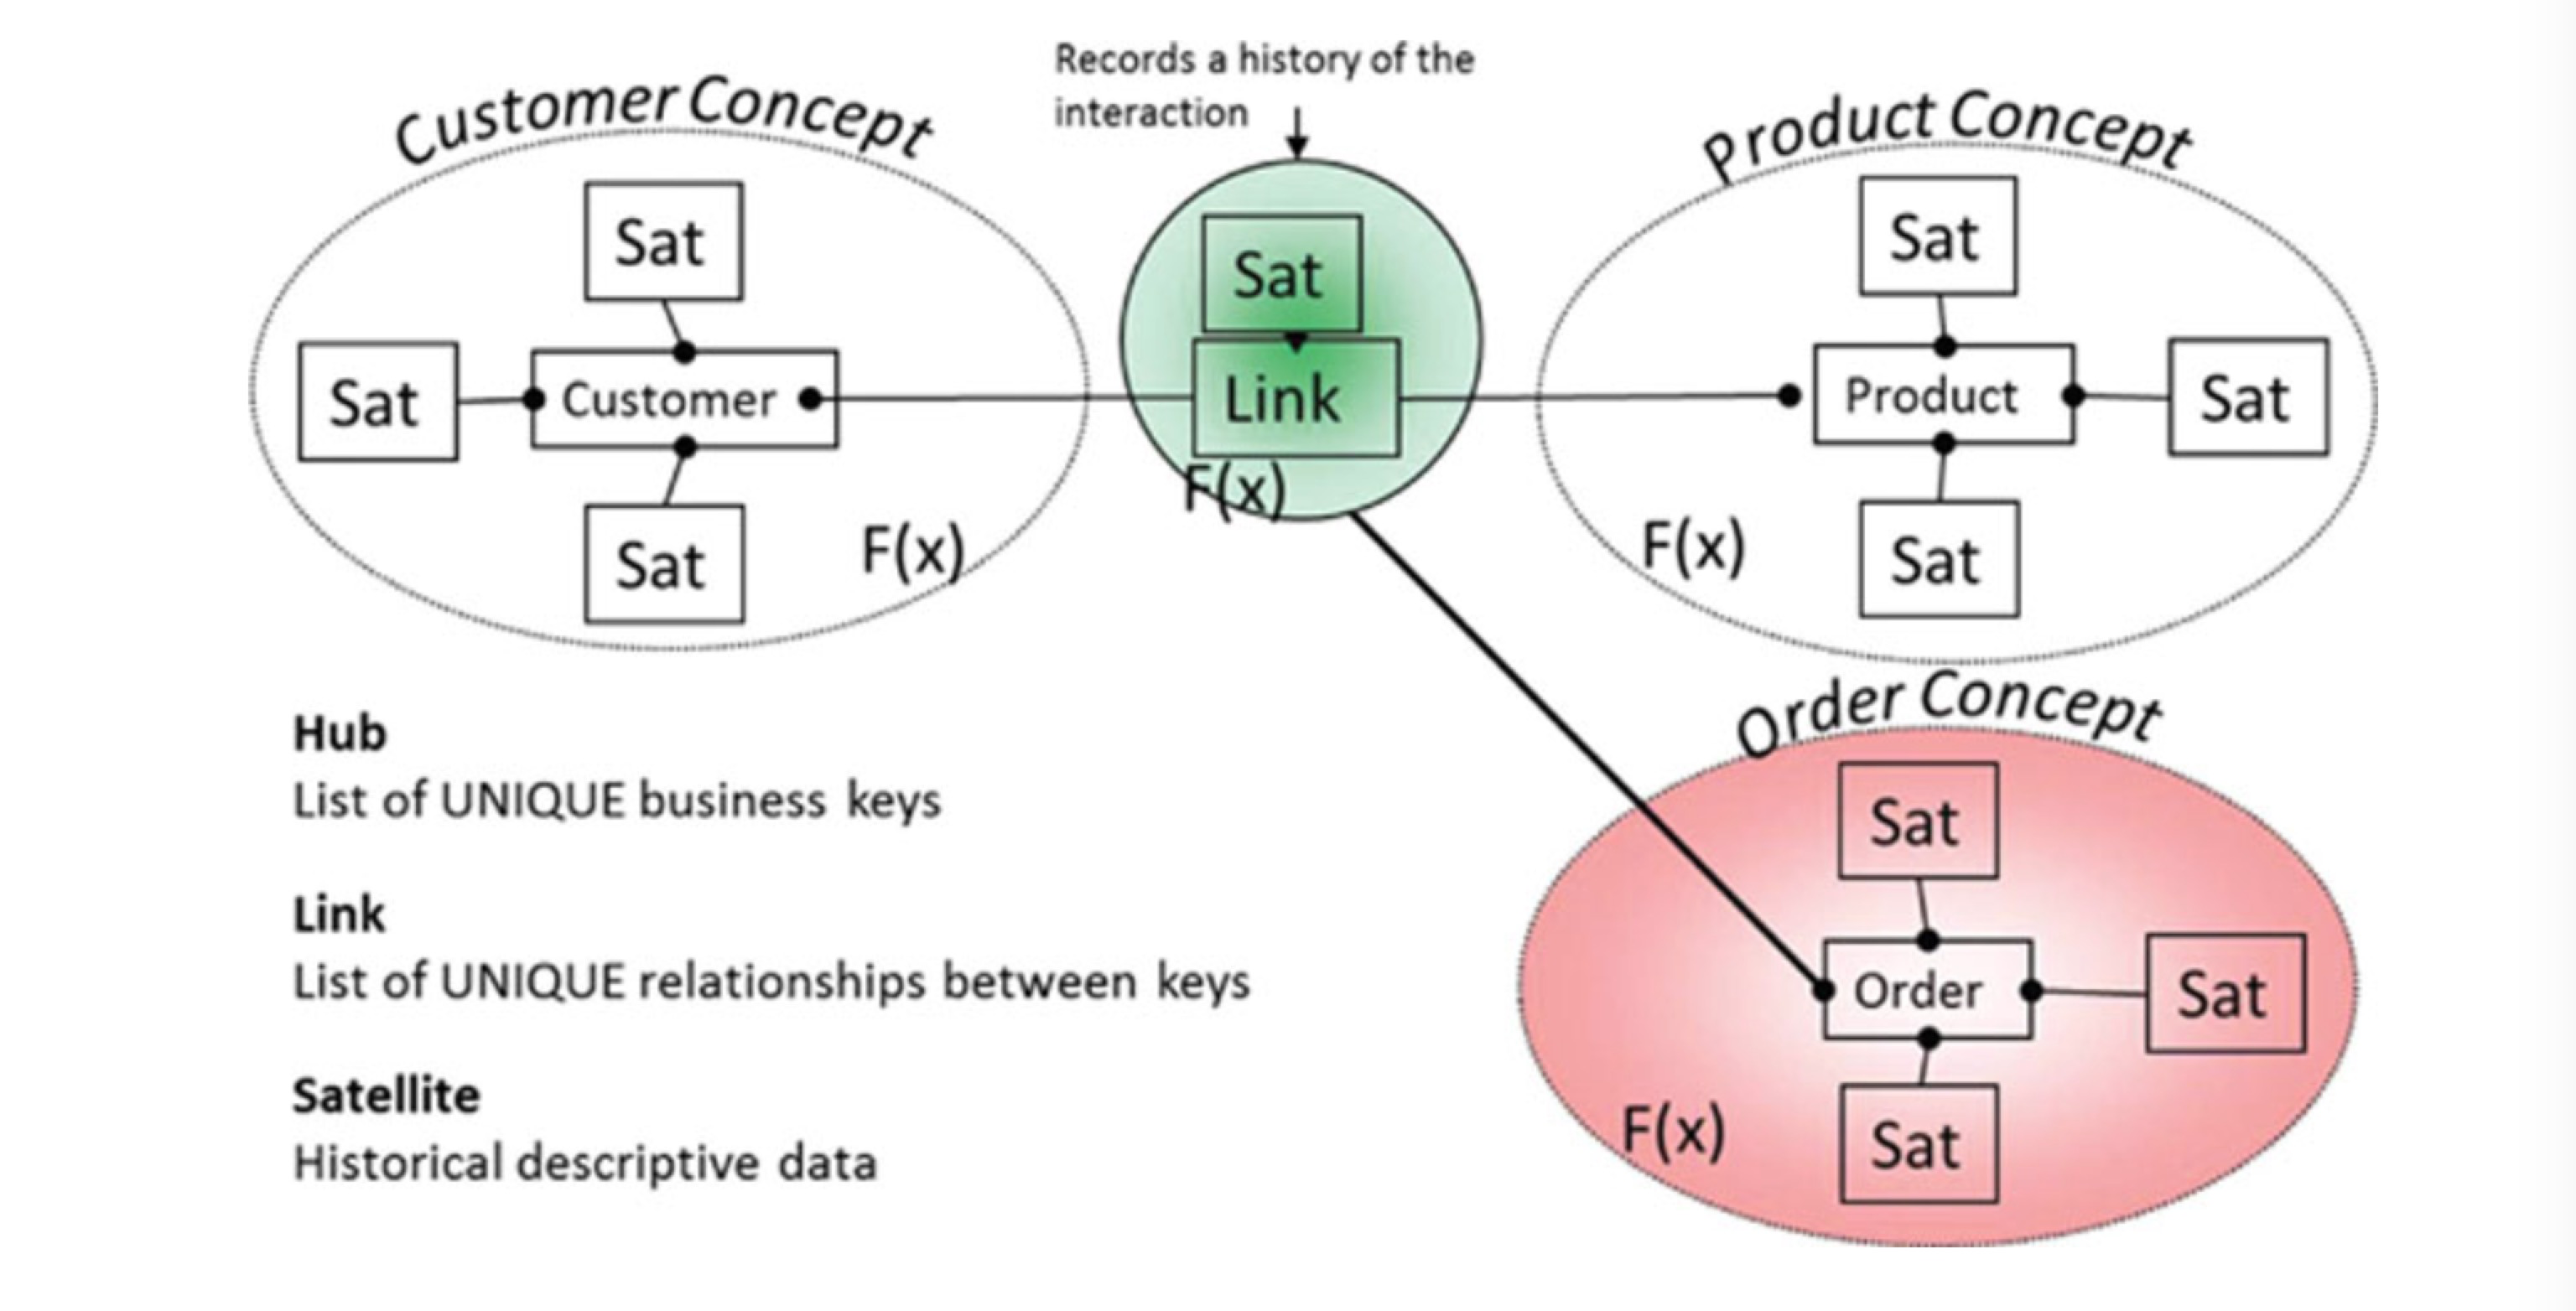 Records a history of the
interaction
Customer Concept
Sat
Sat
Customer
Sat
F(x)
Sat
Link
F(x)
Product Concept
Sat
Product
Sat
Sat
F(x)
Order Concept
Sat
Order
Sat
Sat
F(x)
Hub
List of UNIQUE business keys
Link
List of UNIQUE relationships between keys
Satellite
Historical descriptive data